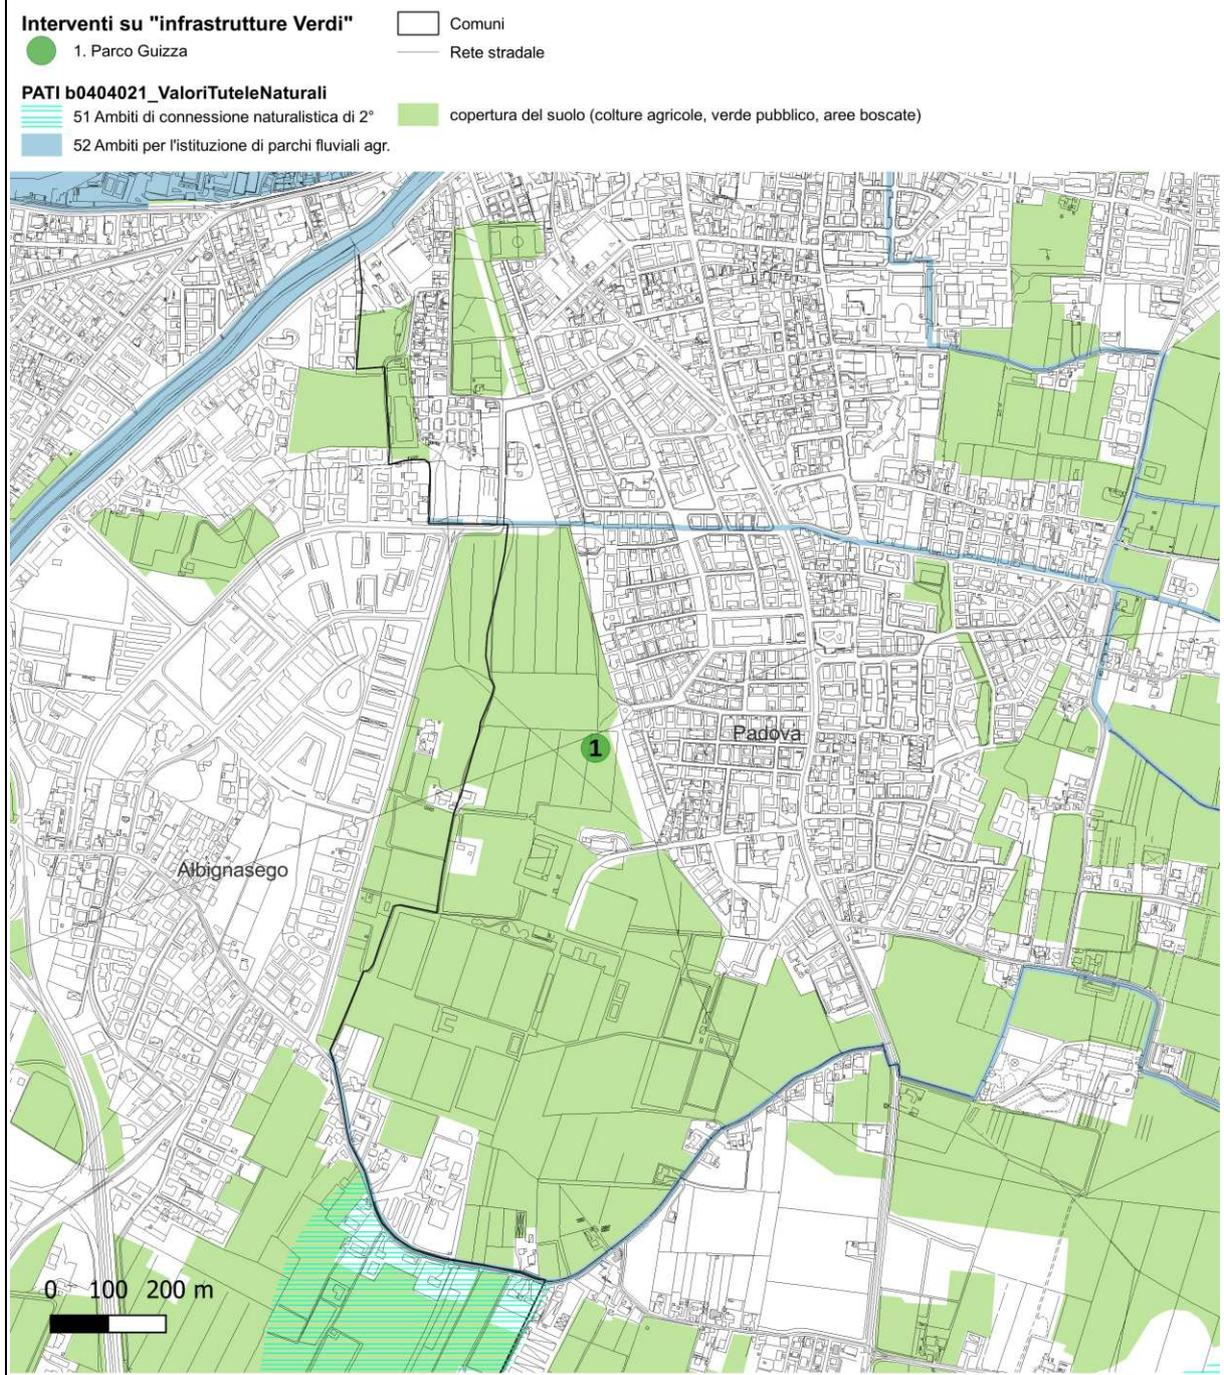 Interventi su "infrastrutture Verdi"
1. Parco Guizza
Comuni
Rete stradale
PATI b0404021_ValoriTuteleNaturali
51 Ambiti di connessione naturalistica di 2°
52 Ambiti per l'istituzione di parchi fluviali agr.
copertura del suolo (colture agricole, verde pubblico, aree boscate)
1
Padova
Albignasego
0 100 200 m